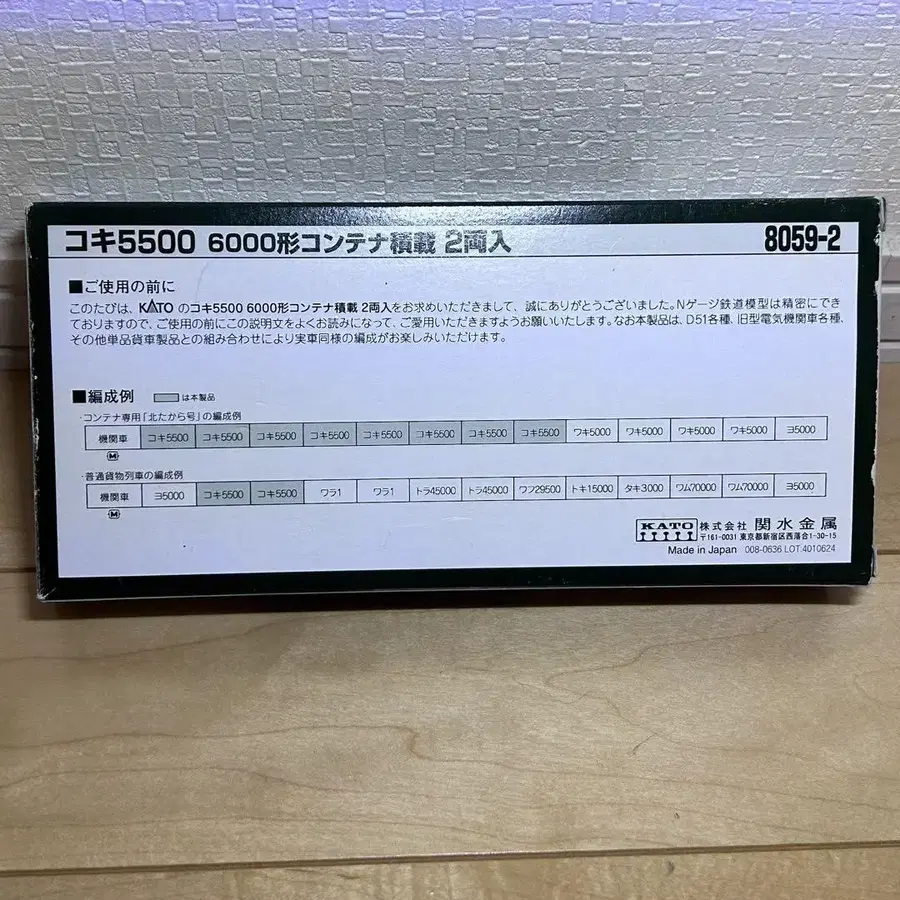 コキ5500 6000形コンテナ積載 2両入 8059-2
■ご使用の前に
このたびは、KATOのコキ5500 6000形コンテナ積載 2両入をお求めいただきまして、誠にありがとうございました。Nゲージ鉄道模型は精密にでき
ておりますので、ご使用の前にこの説明文をよくお読みになって、ご愛用いただきますようお願いいたします。なお本製品は、D51各種、旧型電気機関車各種、
その他単品貨車製品との組み合わせにより実車同様の編成がお楽しみいただけます。
■編成例 は本製品
・コンテナ専用「北たから号」の編成例
機関車 コキ5500 コキ5500 コキ5500 コキ5500 コキ5500 コキ5500 コキ5500 コキ5500 ワキ5000 ワキ5000 ワキ5000 ワキ5000 ヨ5000
M
・普通貨物列車の編成例
機関車 ヨ5000 コキ5500 コキ5500 ワラ1 ワラ1 トラ45000 トラ45000 ワフ29500 トキ15000 タキ3000 ワム70000 ワム70000 ヨ5000
M
KATO 株式会社 関水金属
〒161-0031 東京都新宿区西落合1-30-15
Made in Japan 008-0636 LOT.4010624